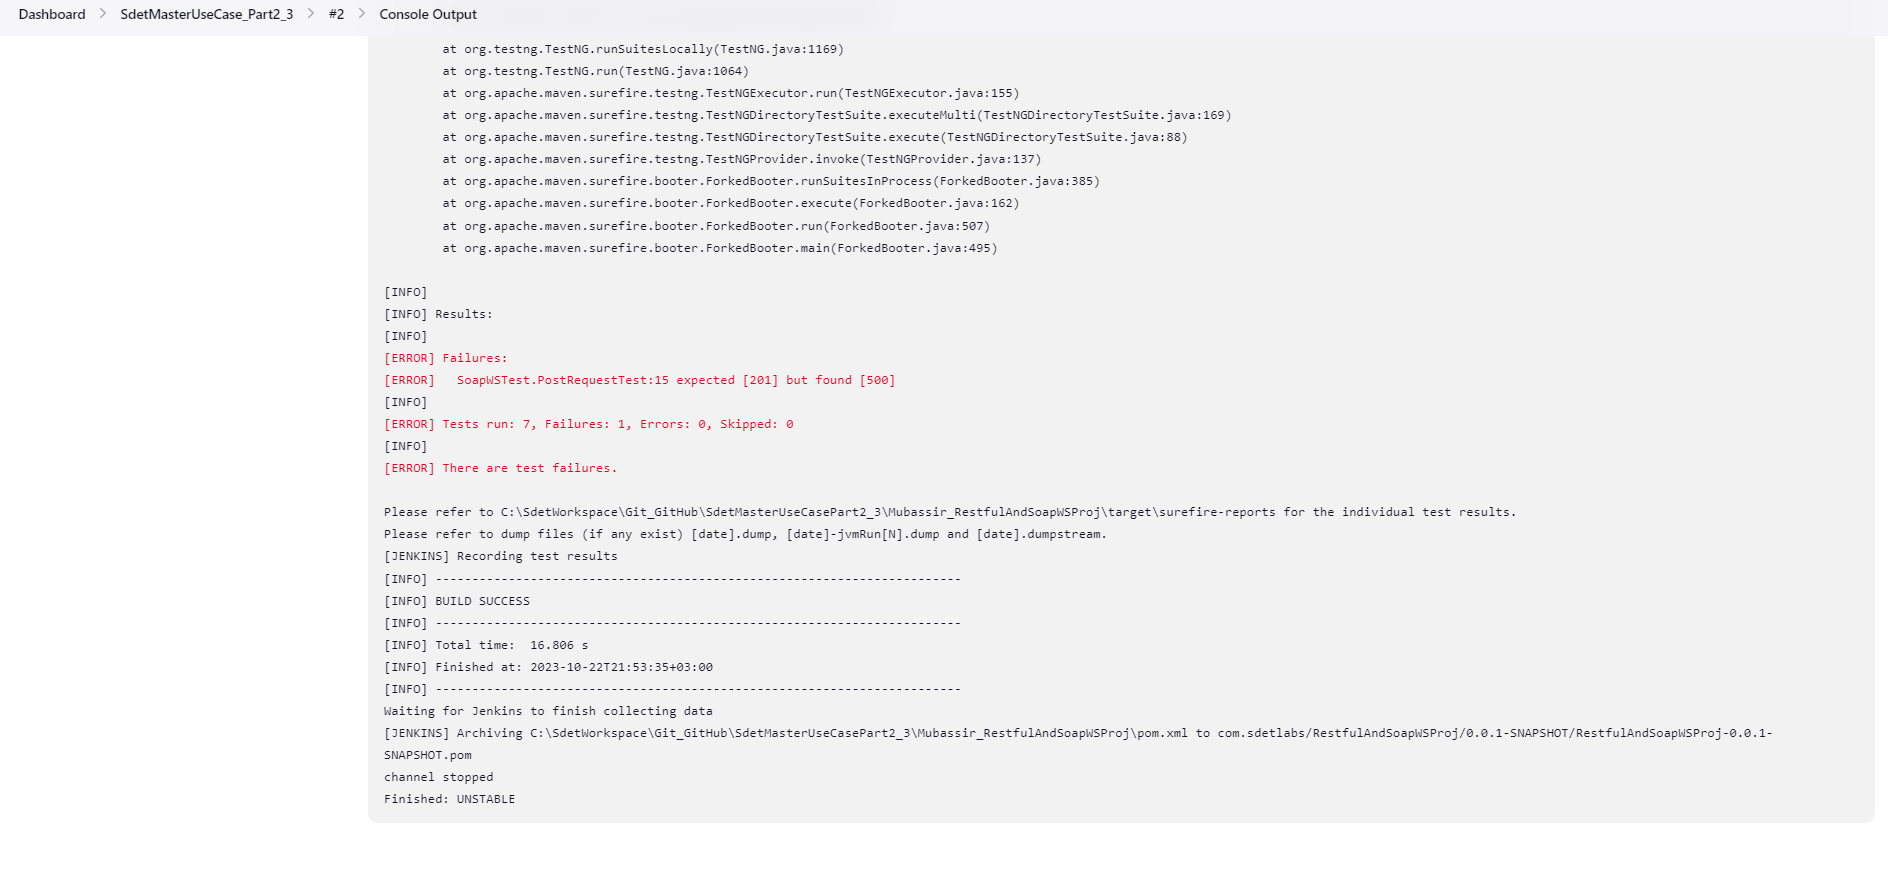 Dashboard > SdetMasterUseCase_Part2_3 > #2 > Console Output
at org.testng.TestNG.runSuitesLocally(TestNG.java:1169)
at org.testng.TestNG.run(TestNG.java:1064)
at org.apache.maven.surefire.testng.TestNGExecutor.run(TestNGExecutor.java:155)
at org.apache.maven.surefire.testng.TestNGDirectoryTestSuite.executeMulti(TestNGDirectoryTestSuite.java:169)
at org.apache.maven.surefire.testng.TestNGDirectoryTestSuite.execute(TestNGDirectoryTestSuite.java:88)
at org.apache.maven.surefire.testng.TestNGProvider.invoke(TestNGProvider.java:137)
at org.apache.maven.surefire.booter.ForkedBooter.runSuitesInProcess(ForkedBooter.java:385)
at org.apache.maven.surefire.booter.ForkedBooter.execute(ForkedBooter.java:162)
at org.apache.maven.surefire.booter.ForkedBooter.run(ForkedBooter.java:507)
at org.apache.maven.surefire.booter.ForkedBooter.main(ForkedBooter.java:495)
[INFO]
[INFO] Results:
[INFO]
[ERROR] Failures:
[ERROR]   SoapWSTest.PostRequestTest:15 expected [201] but found [500]
[INFO]
[ERROR] Tests run: 7, Failures: 1, Errors: 0, Skipped: 0
[INFO]
[ERROR] There are test failures.
Please refer to C:\SdetWorkspace\Git_GitHub\SdetMasterUseCasePart2_3\Mubassir_RestfulAndSoapWSProj\target\surefire-reports for the individual test results.
Please refer to dump files (if any exist) [date].dump, [date]-jvmRun[N].dump and [date].dumpstream.
[JENKINS] Recording test results
[INFO] ------------------------------------------------------------------------
[INFO] BUILD SUCCESS
[INFO] ------------------------------------------------------------------------
[INFO] Total time:  16.806 s
[INFO] Finished at: 2023-10-22T21:53:35+03:00
[INFO] ------------------------------------------------------------------------
Waiting for Jenkins to finish collecting data
[JENKINS] Archiving C:\SdetWorkspace\Git_GitHub\SdetMasterUseCasePart2_3\Mubassir_RestfulAndSoapWSProj\pom.xml to com.sdetlabs/RestfulAndSoapWSProj/0.0.1-SNAPSHOT/RestfulAndSoapWSProj-0.0.1-
SNAPSHOT.pom
channel stopped
Finished: UNSTABLE